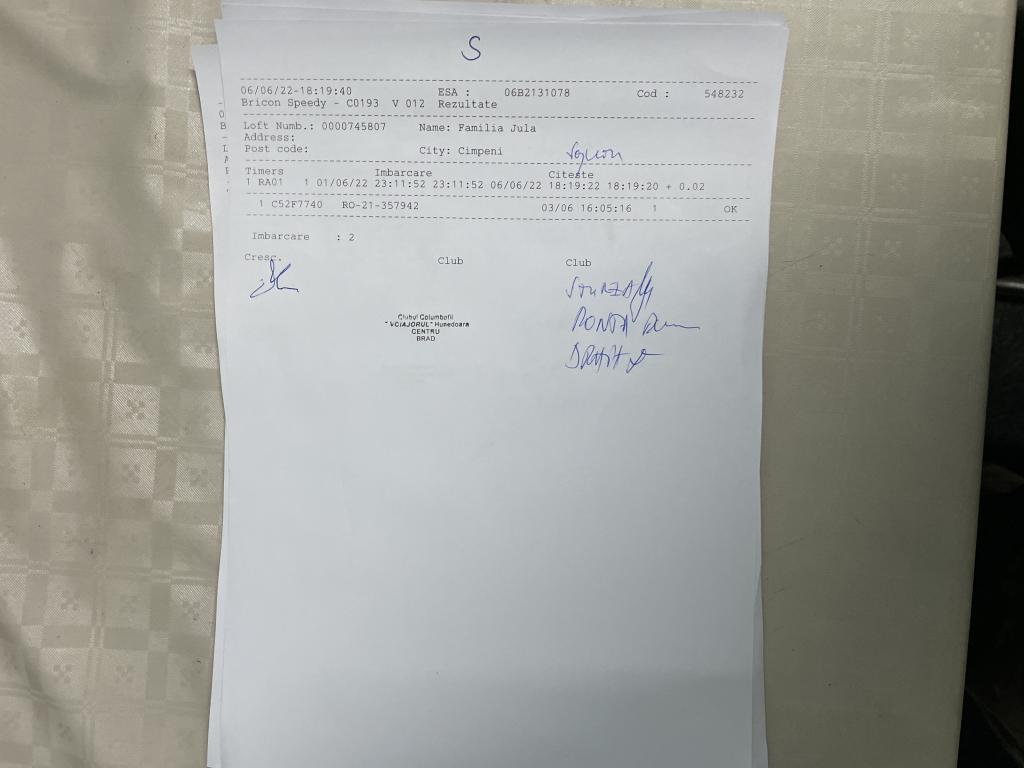 S
06/06/22-18:19:40 ESA : 06B2131078 Cod : 548232
Bricon Speedy - C0193 V 012 Rezultate
Loft Numb.: 0000745807 Name: Familia Jula
Address:
Post code: City: Cimpeni
Timers Imbarcare Citeste
1 RA01 1 01/06/22 23:11:52 23:11:52 06/06/22 18:19:22 18:19:20 + 0.02
1 C52F7740 RO-21-357942 03/06 16:05:16 1 OK
Imbarcare : 2
Cresc. Club Club
Clubul Columbofil
"VOIAJORUL" Hunedoara
CENTRU
BRAD